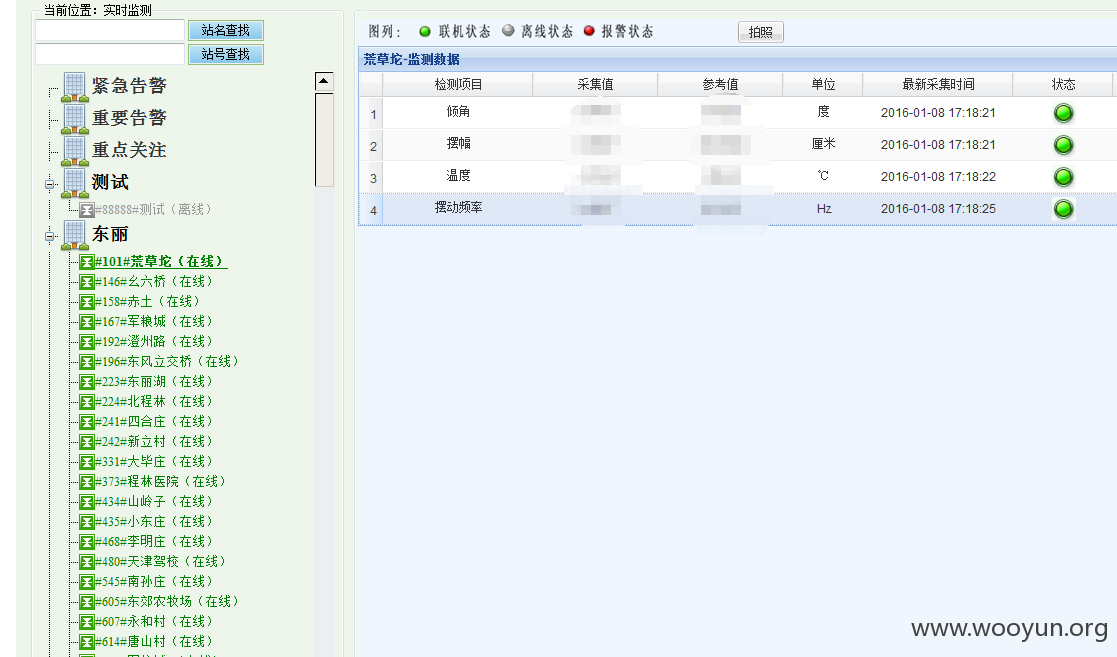 当前位置：实时监测
站名查找
站号查找
紧急告警
重要告警
重点关注
测试
#88888#测试（离线）
东丽
#101#荒草坨（在线）
#146#幺六桥（在线）
#158#赤土（在线）
#167#军粮城（在线）
#192#澄州路（在线）
#196#东风立交桥（在线）
#223#东丽湖（在线）
#224#北程林（在线）
#241#四合庄（在线）
#242#新立村（在线）
#331#大毕庄（在线）
#373#程林医院（在线）
#434#山岭子（在线）
#435#小东庄（在线）
#468#李明庄（在线）
#480#天津驾校（在线）
#545#南孙庄（在线）
#605#东郊农牧场（在线）
#607#永和村（在线）
#614#唐山村（在线）
图列： 联机状态 离线状态 报警状态 拍照
荒草坨-监测数据
检测项目 采集值 参考值 单位 最新采集时间 状态
1 倾角 度 2016-01-08 17:18:21
2 摆幅 厘米 2016-01-08 17:18:21
3 温度 ℃ 2016-01-08 17:18:22
4 摆动频率 Hz 2016-01-08 17:18:25
www.wooyun.org